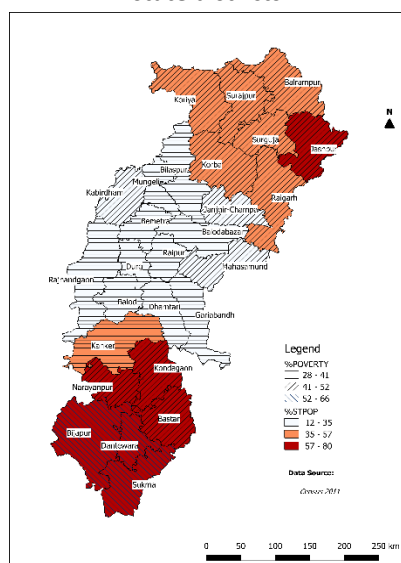 Koriya
Surajpur
Balrampur
Surguja
Jashpur
Korba
Bilaspur
Mungeli
Kabirdham
Raigarh
Janjgir-Champa
Bemetra
Balodabazar
Raipur
Mahasamund
Durg
Rajnandgaon
Balod
Dhamtari
Gariabandh
Kanker
Kondagaon
Narayanpur
Bastar
Bijapur
Dantewara
Sukma
N
Legend
%POVERTY
28 - 41
41 - 52
52 - 66
%STPOP
12 - 35
35 - 57
57 - 80
Data Source:
Census 2011
0 50 100 150 200 250 km